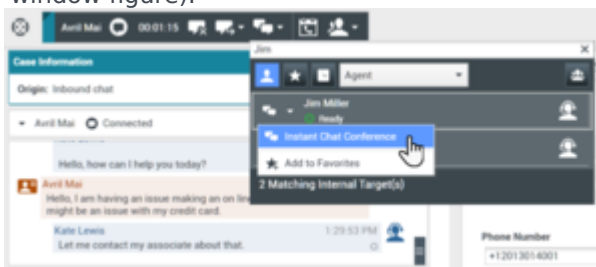 window figure).
Avril Mai 00:01:15
Jim
Case Information
Agent
Origin: Inbound chat
Jim Miller
Ready
Avril Mai Connected
Instant Chat Conference
Add to Favorites
Hello, how can I help you today?
2 Matching Internal Target(s)
Avril Mai
Hello, I am having an issue making an on line
might be an issue with my credit card.
Kate Lewis 1:29:53 PM
Let me contact my associate about that.
Phone Number
+12013014001